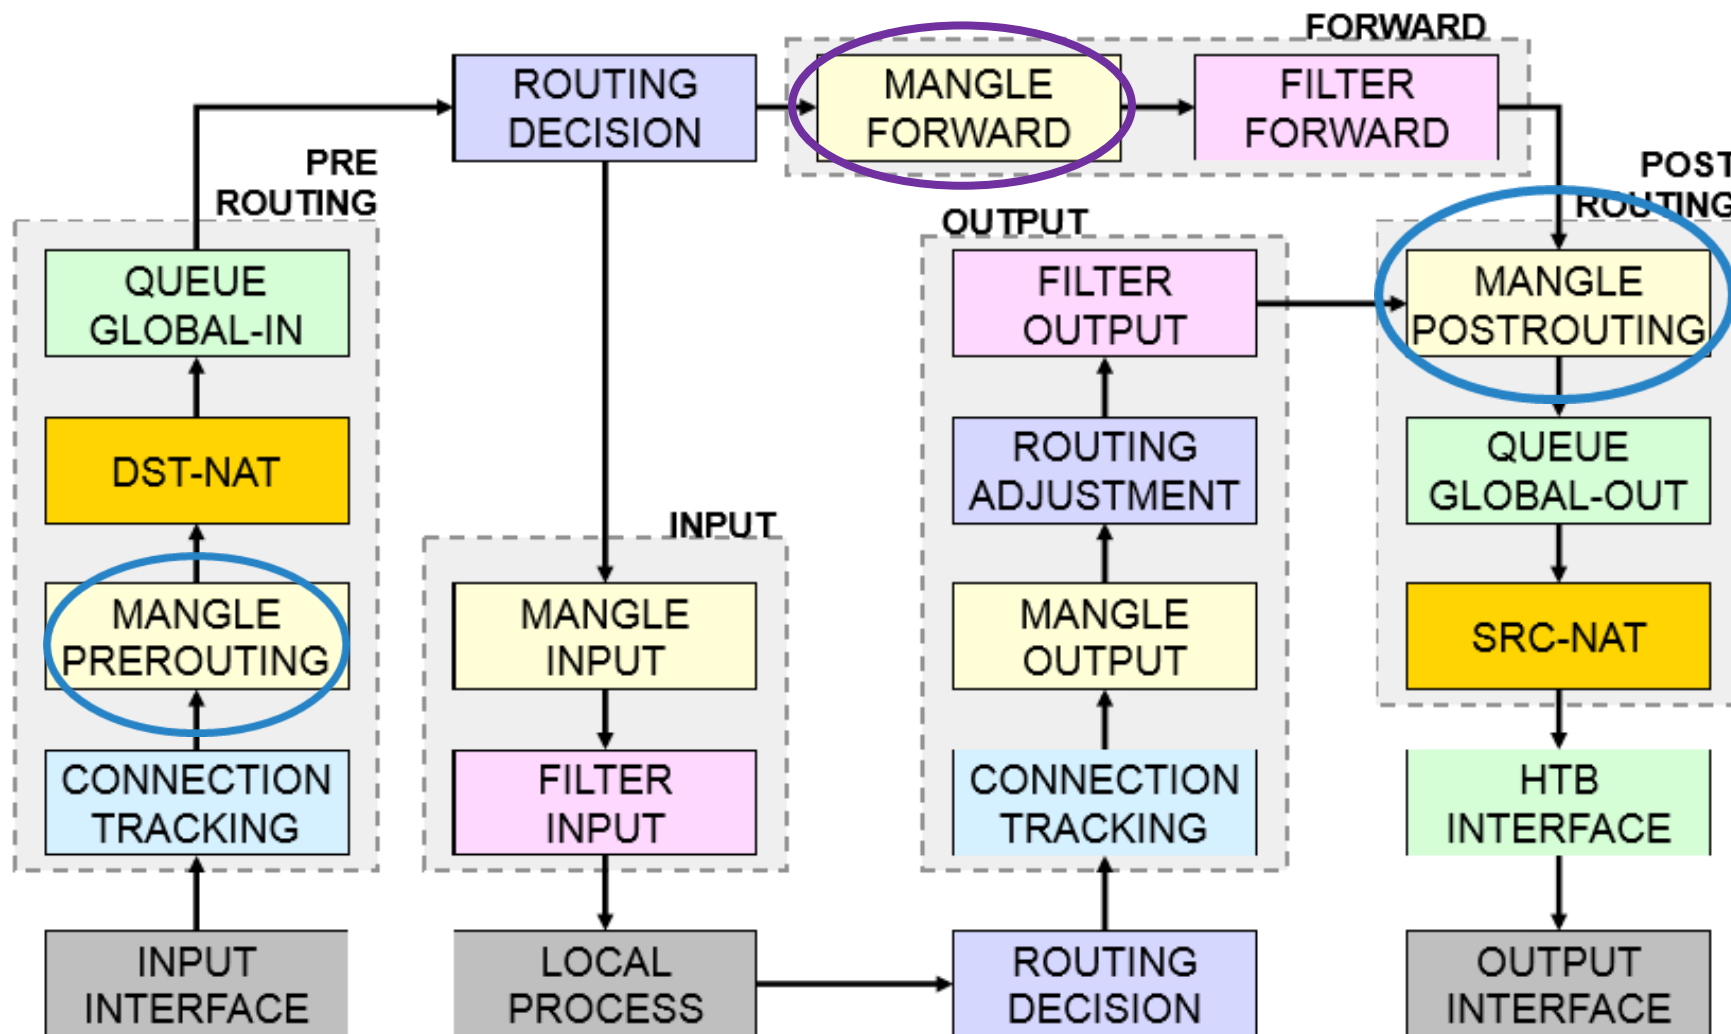 FORWARD
ROUTING
DECISION
MANGLE
FORWARD
FILTER
FORWARD
PRE
ROUTING
QUEUE
GLOBAL-IN
DST-NAT
MANGLE
PREROUTING
CONNECTION
TRACKING
INPUT
INTERFACE
INPUT
MANGLE
INPUT
FILTER
INPUT
LOCAL
PROCESS
OUTPUT
FILTER
OUTPUT
ROUTING
ADJUSTMENT
MANGLE
OUTPUT
CONNECTION
TRACKING
ROUTING
DECISION
POST
ROUTING
MANGLE
POSTROUTING
QUEUE
GLOBAL-OUT
SRC-NAT
HTB
INTERFACE
OUTPUT
INTERFACE